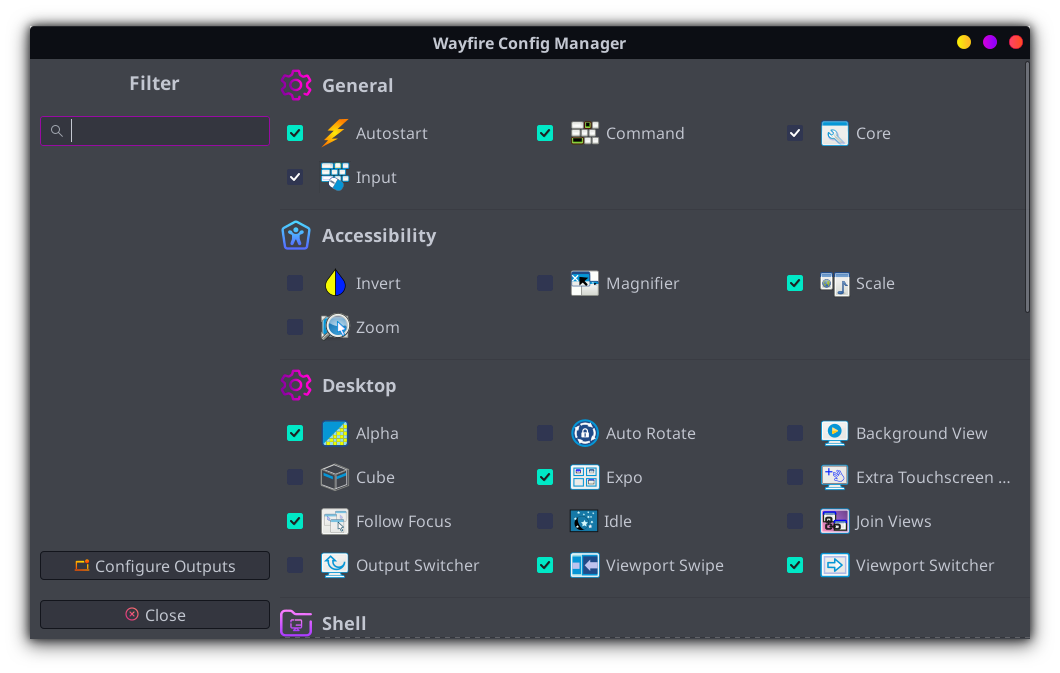 Wayfire Config Manager
Filter
General
Autostart
Command
Core
Input
Accessibility
Invert
Magnifier
Scale
Zoom
Desktop
Alpha
Auto Rotate
Background View
Cube
Expo
Extra Touchscreen ...
Follow Focus
Idle
Join Views
Output Switcher
Viewport Swipe
Viewport Switcher
Shell
Configure Outputs
Close